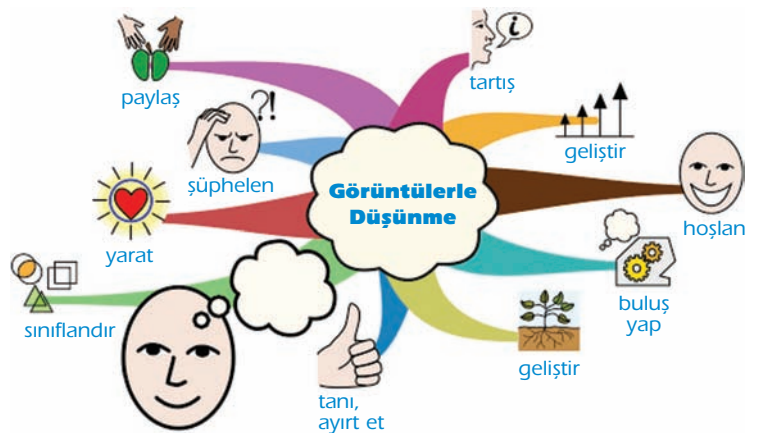 paylaş
tartış
şüphelen
?!
i
geliştir
Görüntülerle
Düşünme
hoşlan
yarat
sınıflandır
buluş
yap
geliştir
tanı,
ayırt et